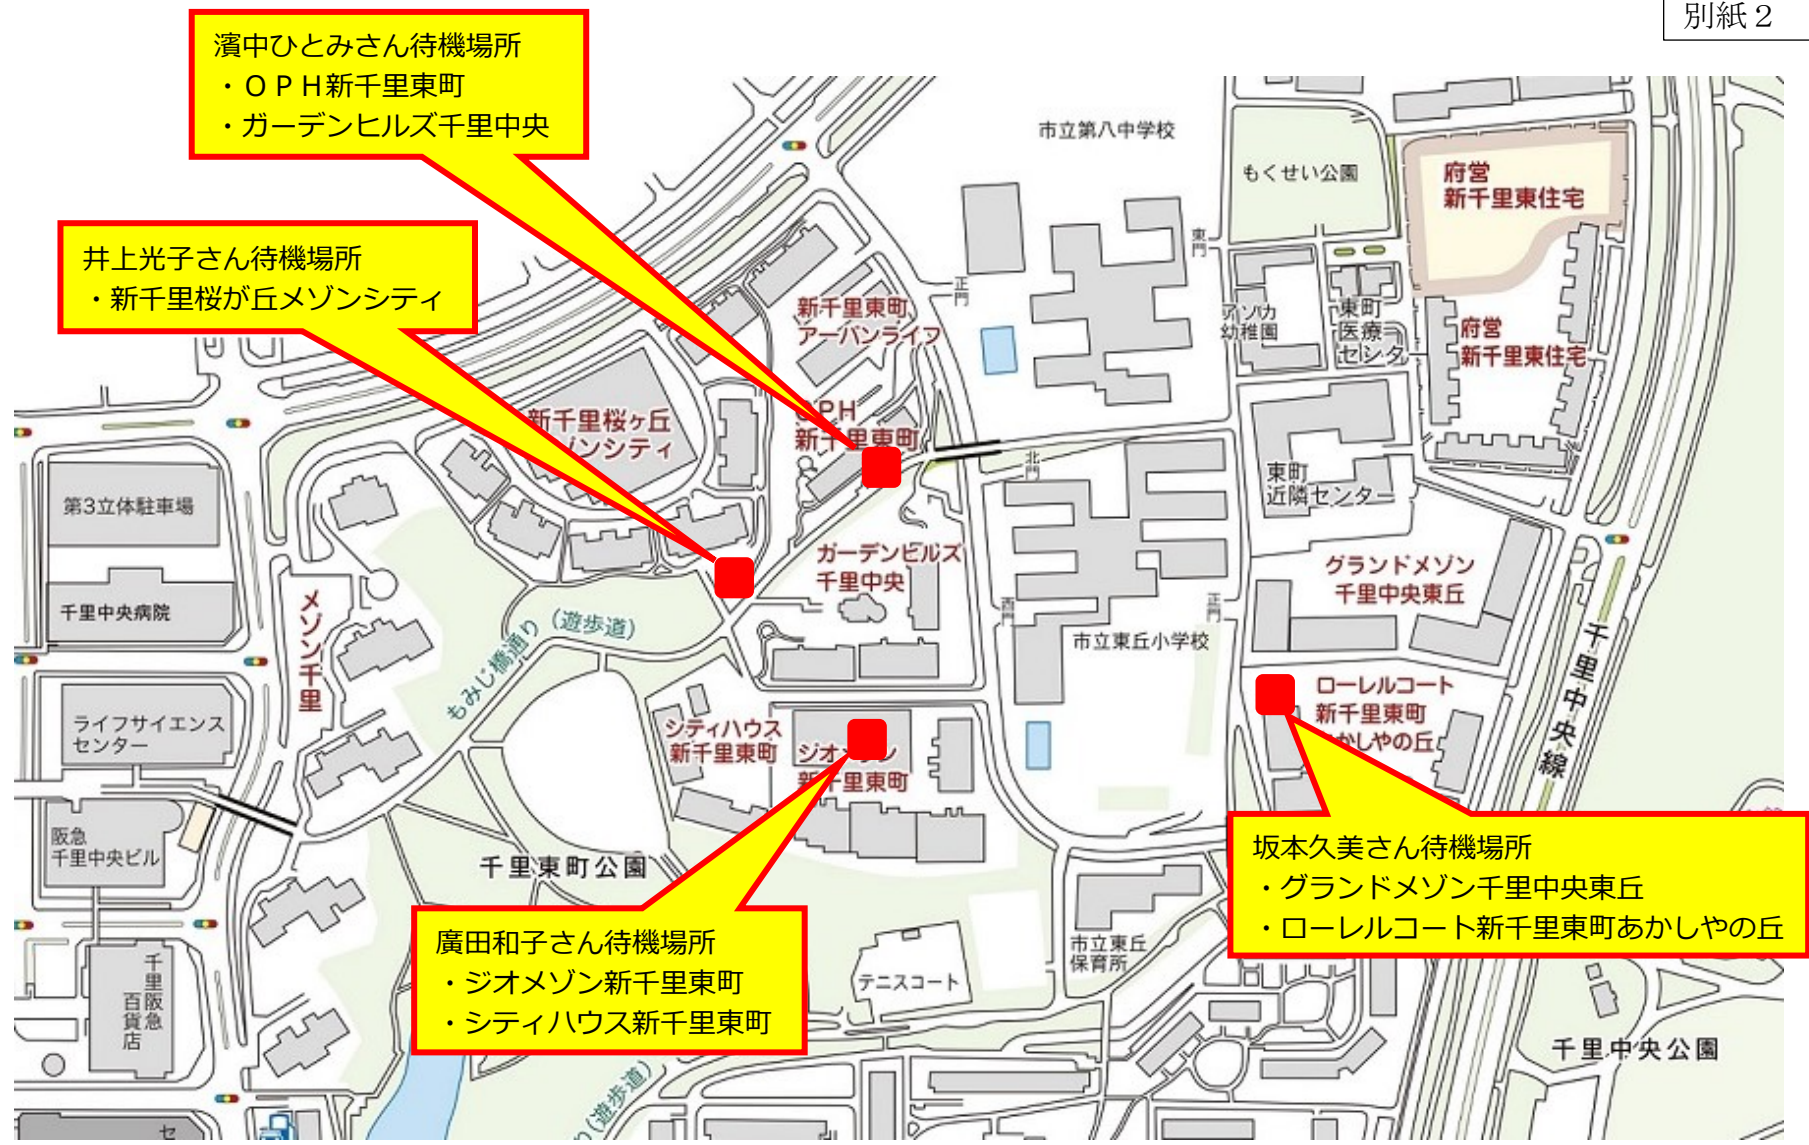 別紙２
濱中ひとみさん待機場所
・ＯＰＨ新千里東町
・ガーデンヒルズ千里中央
井上光子さん待機場所
・新千里桜が丘メゾンシティ
市立第八中学校
もくせい公園
府営
新千里東住宅
東門
正門
新千里東町
アーバンライフ
アソカ
幼稚園
東町
医療
センター
府営
新千里東住宅
新千里桜ヶ丘
ゾンシティ
OPH
新千里東町
北門
東町
近隣センター
第3立体駐車場
ガーデンヒルズ
千里中央
グランドメゾン
千里中央東丘
千里中央病院
メゾン千里
もみじ橋通り（遊歩道）
西門
正門
市立東丘小学校
千里中央線
ライフサイエンス
センター
シティハウス
新千里東町
ジオメゾン
新千里東町
ローレルコート
新千里東町
かしやの丘
阪急
千里中央ビル
千里東町公園
坂本久美さん待機場所
・グランドメゾン千里中央東丘
・ローレルコート新千里東町あかしやの丘
廣田和子さん待機場所
・ジオメゾン新千里東町
・シティハウス新千里東町
市立東丘
保育所
テニスコート
千里阪急
百貨店
千里中央公園
り（遊歩道）
セ